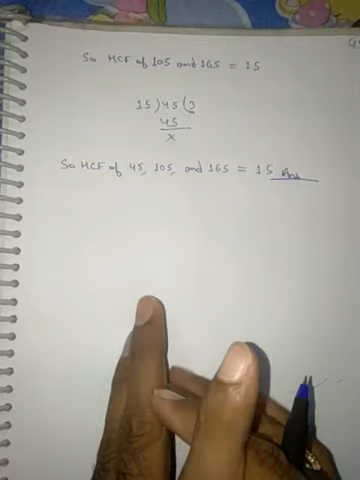 So HCF of 105 and 165 = 15
15 ) 45 ( 3
45
x
So HCF of 45, 105, and 165 = 15 Ans